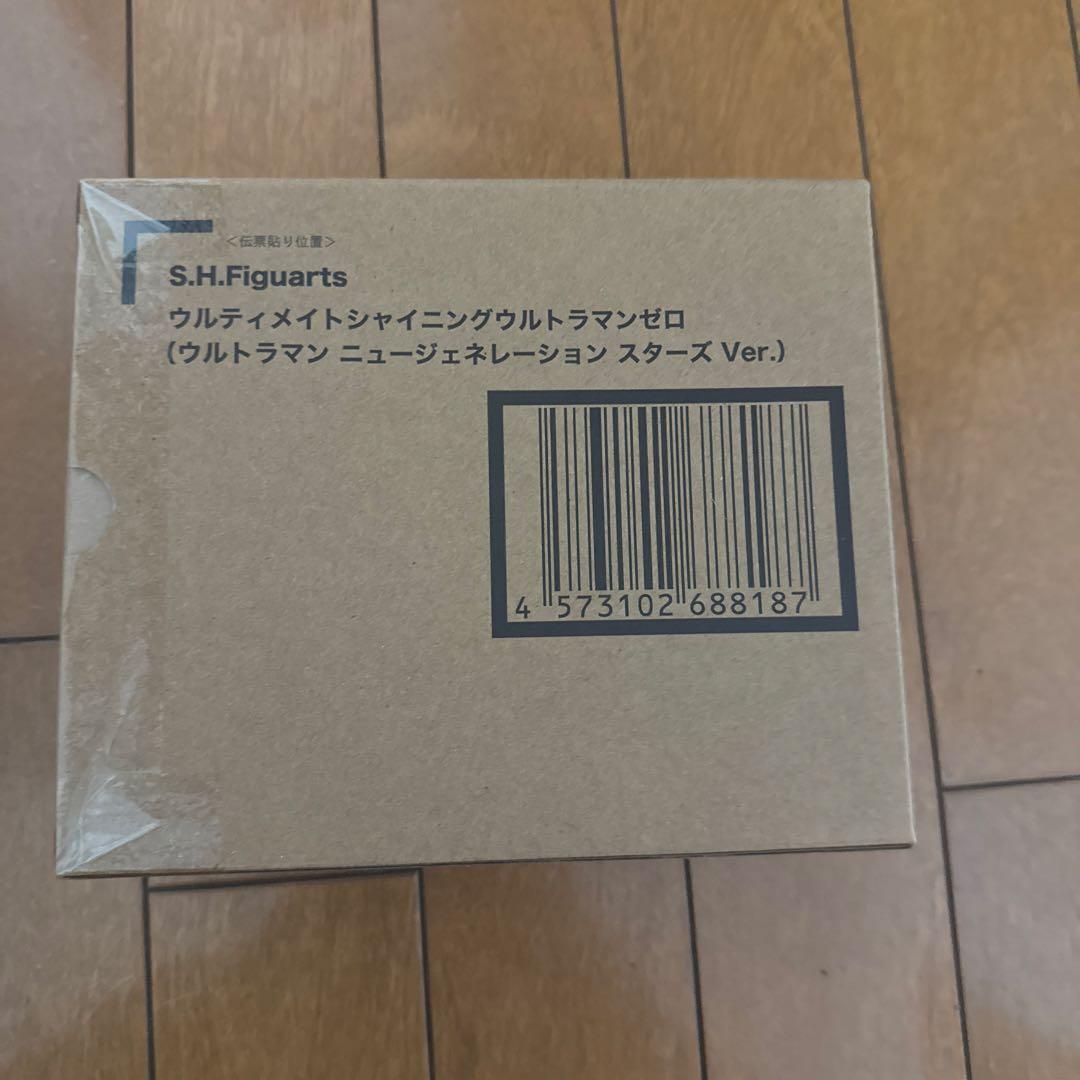 ＜伝票貼り位置＞
S.H.Figuarts
ウルティメイトシャイニングウルトラマンゼロ
（ウルトラマン ニュージェネレーション スターズ Ver.）
4 573102 688187